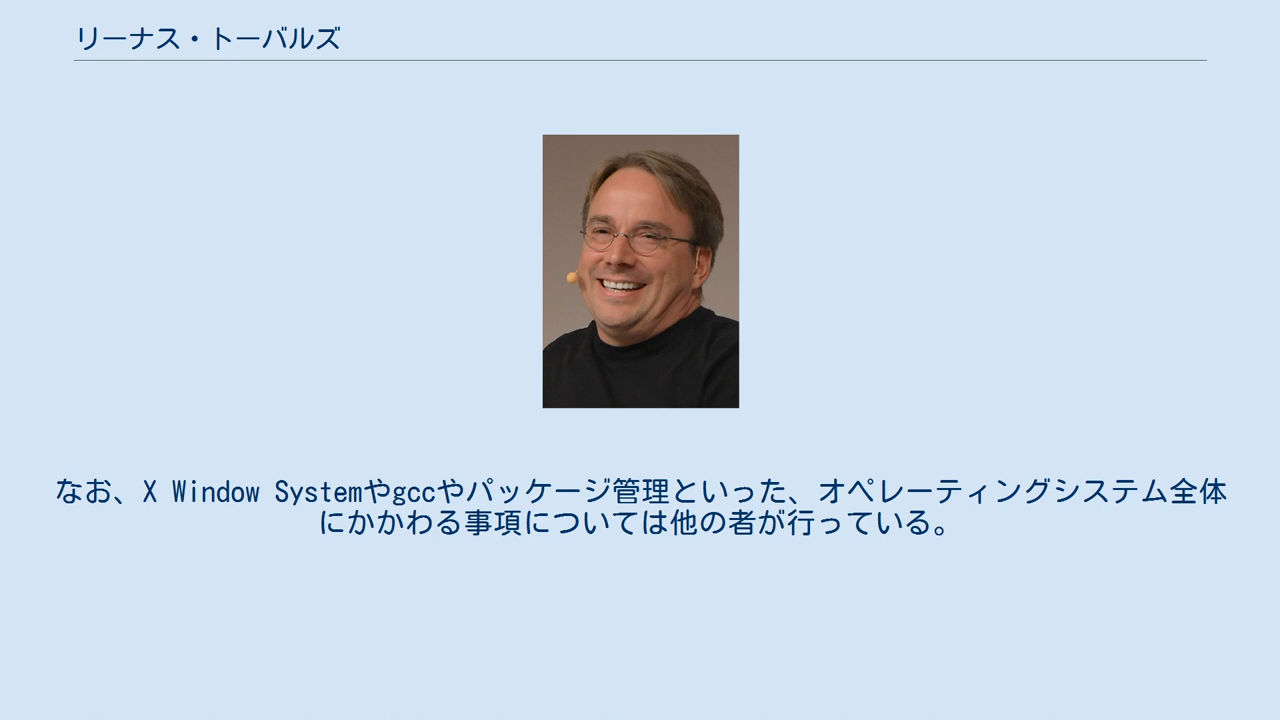 リーナス・トーバルズ
なお、X Window Systemやgccやパッケージ管理といった、オペレーティングシステム全体
にかかわる事項については他の者が行っている。